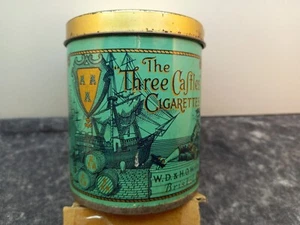 The
"Three Castles"
CIGARETTES
W.D. & H.O.